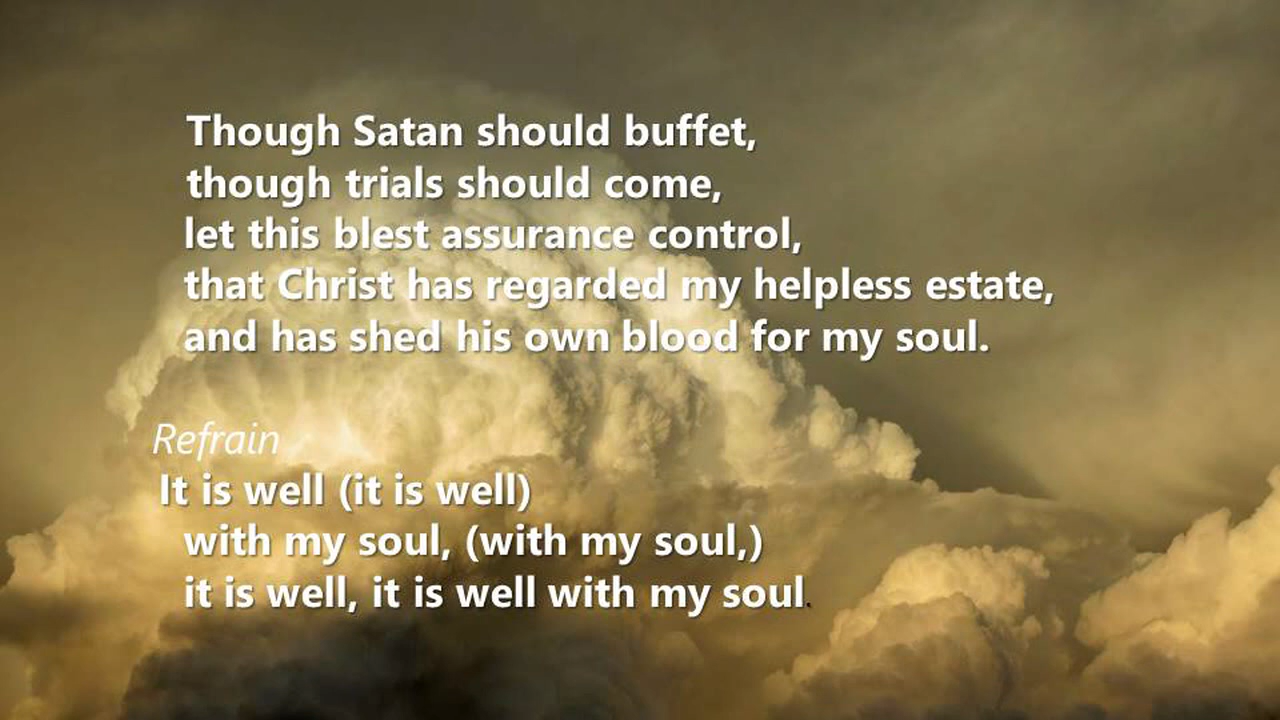 Though Satan should buffet,
though trials should come,
let this blest assurance control,
that Christ has regarded my helpless estate,
and has shed his own blood for my soul.
Refrain
It is well (it is well)
with my soul, (with my soul,)
it is well, it is well with my soul.